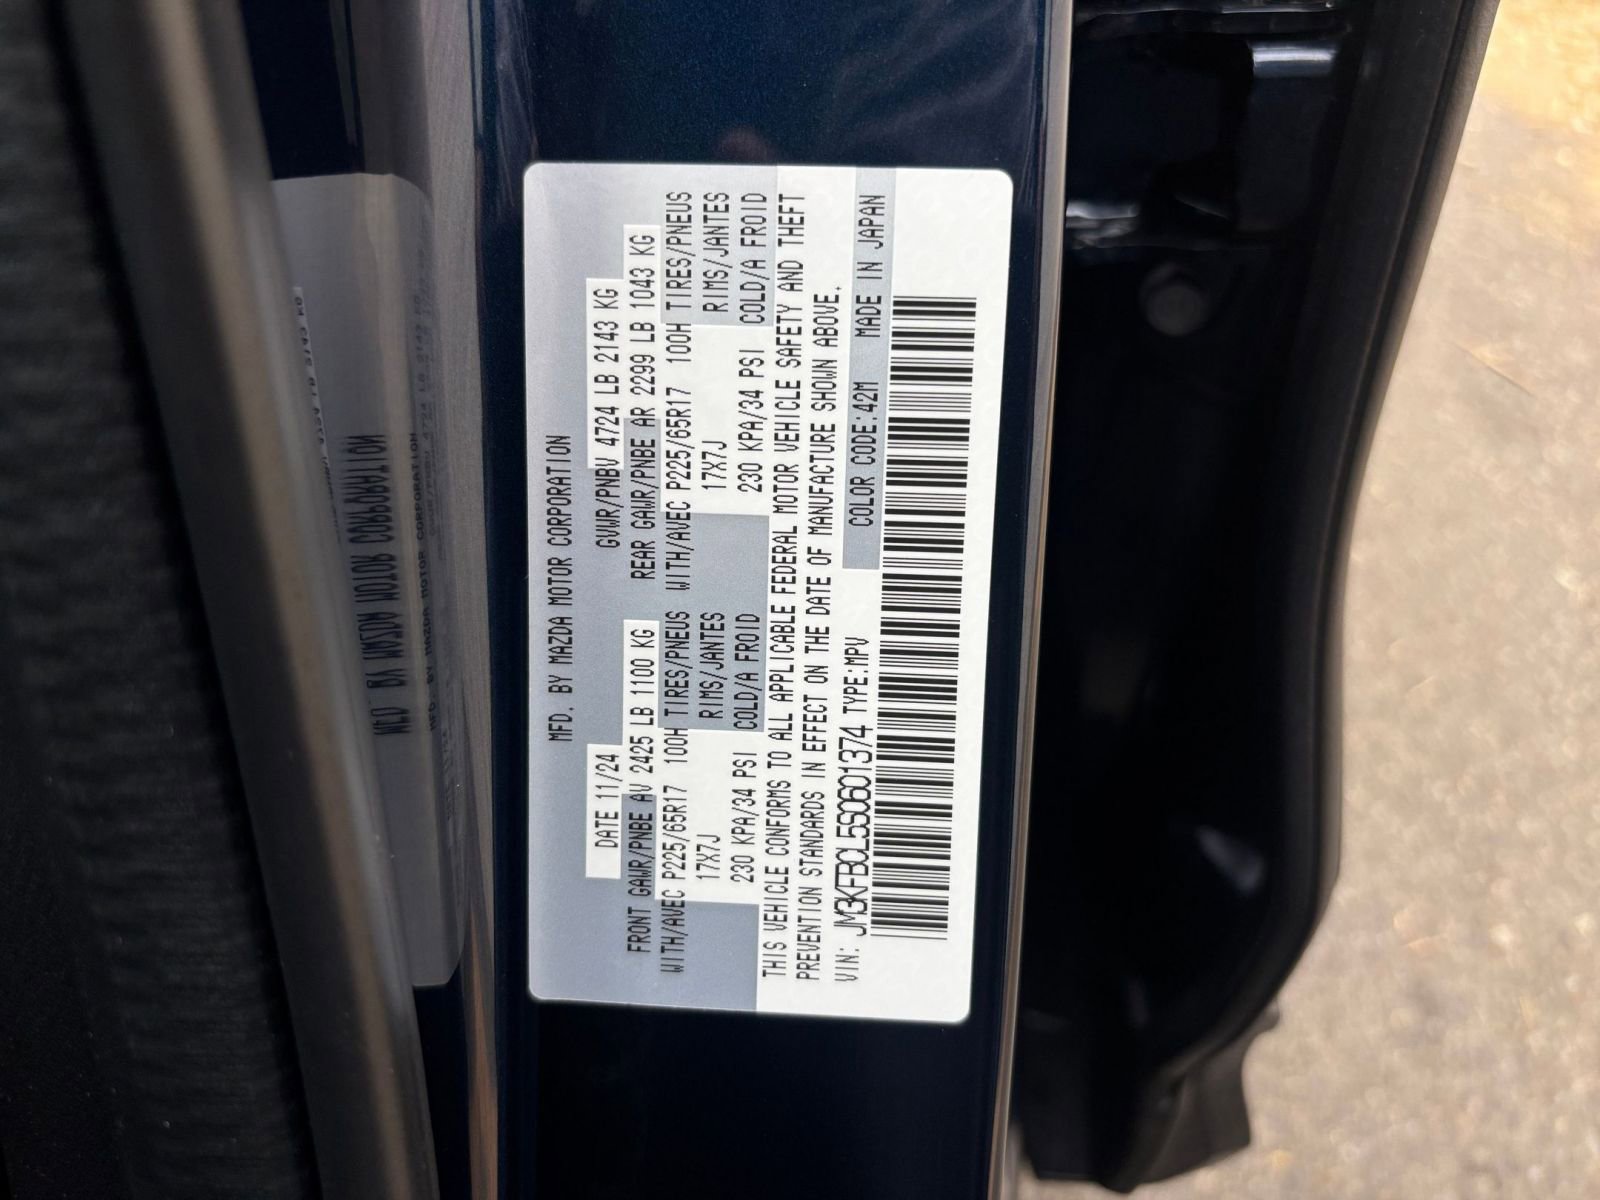 MFD. BY MAZDA MOTOR CORPORATION
DATE 11/24 GVWR/PNBV 4724 LB 2143 KG
FRONT GAWR/PNBE AV 2425 LB 1100 KG REAR GAWR/PNBE AR 2299 LB 1043 KG
WITH/AVEC P225/65R17 100H TIRES/PNEUS WITH/AVEC P225/65R17 100H TIRES/PNEUS
17X7J RIMS/JANTES 17X7J RIMS/JANTES
230 KPA/34 PSI COLD/A FROID 230 KPA/34 PSI COLD/A FROID
THIS VEHICLE CONFORMS TO ALL APPLICABLE FEDERAL MOTOR VEHICLE SAFETY AND THEFT
PREVENTION STANDARDS IN EFFECT ON THE DATE OF MANUFACTURE SHOWN ABOVE.
VIN: JM3KFBCL5S0601374 TYPE:MPV COLOR CODE:42M MADE IN JAPAN